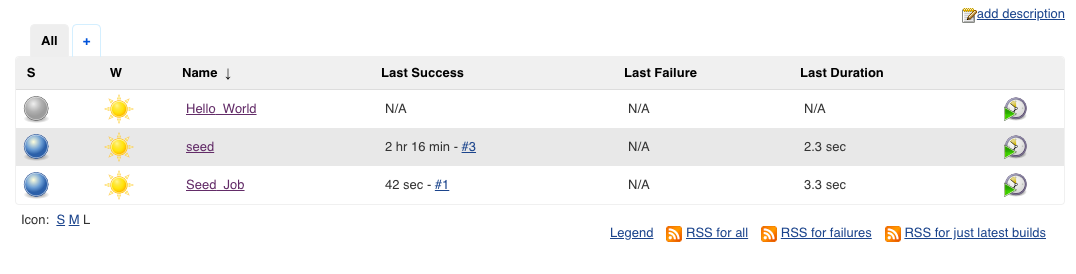 add description
All +
S W Name ↓ Last Success Last Failure Last Duration
Hello_World N/A N/A N/A
seed 2 hr 16 min - #3 N/A 2.3 sec
Seed_Job 42 sec - #1 N/A 3.3 sec
Icon: S M L
Legend RSS for all RSS for failures RSS for just latest builds